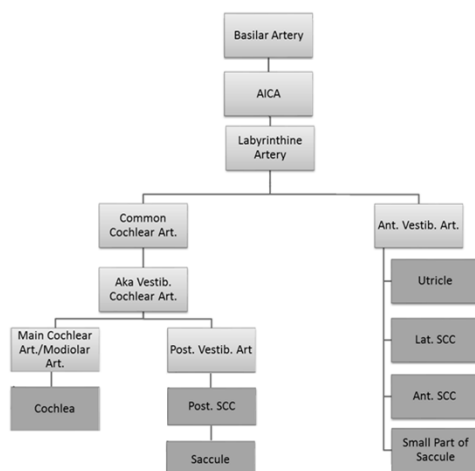 Basilar Artery
AICA
Labyrinthine
Artery
Common
Cochlear Art.
Ant. Vestib. Art.
Aka Vestib.
Cochlear Art.
Utricle
Main Cochlear
Art./Modiolar
Art.
Post. Vestib. Art
Lat. SCC
Cochlea
Post. SCC
Ant. SCC
Saccule
Small Part of
Saccule